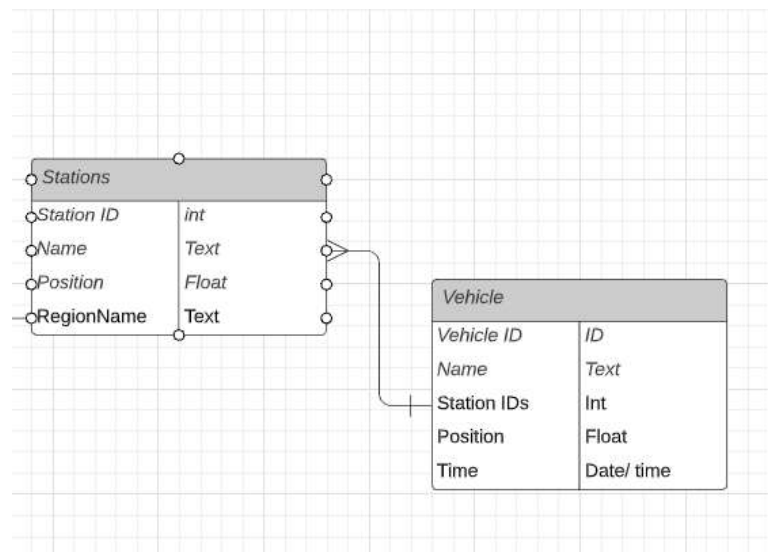 Stations
Station ID int
Name Text
Position Float
RegionName Text
Vehicle
Vehicle ID ID
Name Text
Station IDs Int
Position Float
Time Date/ time